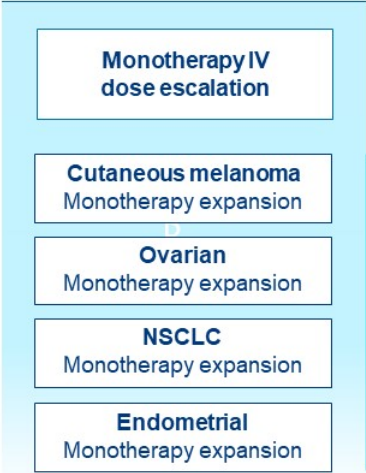 Monotherapy IV
dose escalation
Cutaneous melanoma
Monotherapy expansion
D
Ovarian
Monotherapy expansion
NSCLC
Monotherapy expansion
Endometrial
Monotherapy expansion